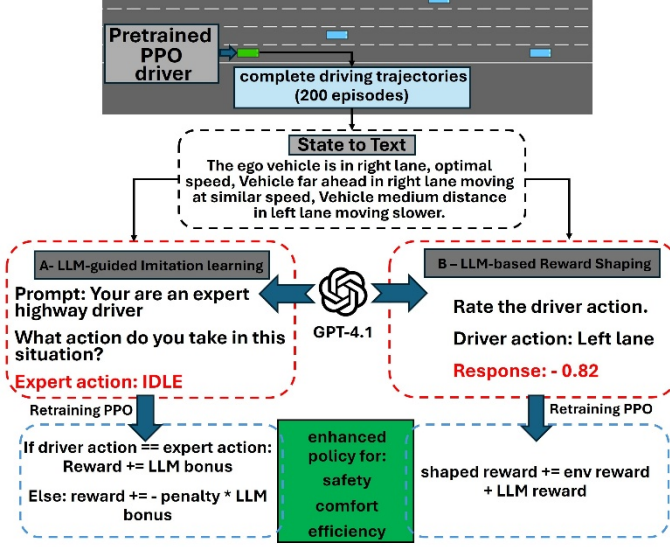 Pretrained
PPO
driver
complete driving trajectories
(200 episodes)
State to Text
The ego vehicle is in right lane, optimal
speed, Vehicle far ahead in right lane moving
at similar speed, Vehicle medium distance
in left lane moving slower.
A- LLM-guided Imitation learning
Prompt: Your are an expert
highway driver
What action do you take in this
situation?
Expert action: IDLE
GPT-4.1
B – LLM-based Reward Shaping
Rate the driver action.
Driver action: Left lane
Response: - 0.82
Retraining PPO
Retraining PPO
If driver action == expert action:
Reward += LLM bonus
Else: reward += - penalty * LLM
bonus
enhanced
policy for:
safety
comfort
efficiency
shaped reward += env reward
+ LLM reward